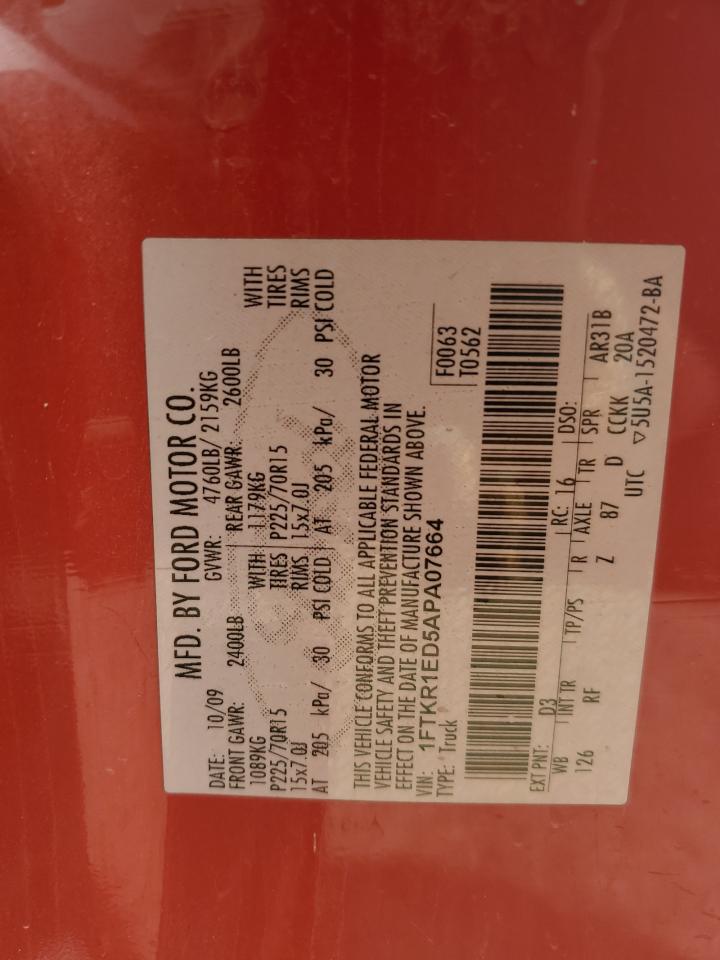 MFD. BY FORD MOTOR CO.
DATE: 10/09 GVWR: 4760LB/ 2159KG
FRONT GAWR: 2400LB REAR GAWR: 2600LB
1089KG WITH 1179KG WITH
P225/70R15 TIRES P225/70R15 TIRES
15x7.0J RIMS 15x7.0J RIMS
AT 205 kPa/ 30 PSI COLD AT 205 kPa/ 30 PSI COLD
THIS VEHICLE CONFORMS TO ALL APPLICABLE FEDERAL MOTOR
VEHICLE SAFETY AND THEFT PREVENTION STANDARDS IN
EFFECT ON THE DATE OF MANUFACTURE SHOWN ABOVE.
VIN: 1FTKR1ED5APA07664 F0063
TYPE: Truck T0562
EXT PNT: D3 RC: 16 DSO:
WB INT TR TP/PS R AXLE TR SPR
126 RF Z 87 D CCKK AR31B
20A
UTC ▽5U5A-1520472-BA